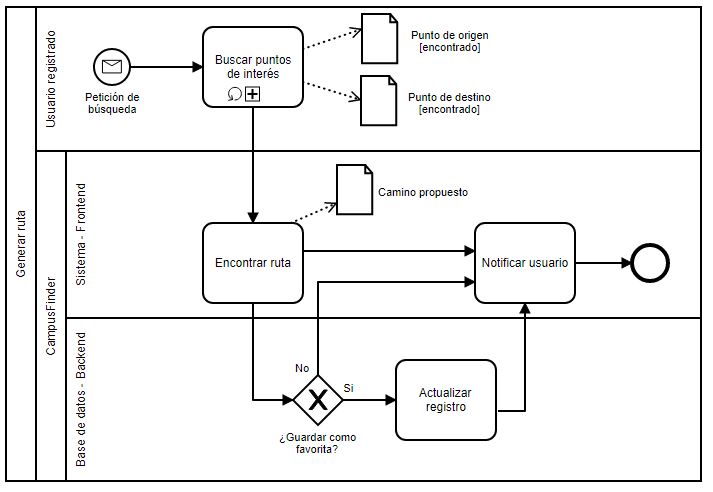 Generar ruta
Usuario registrado
Petición de
búsqueda
Buscar puntos
de interés
Punto de origen
[encontrado]
Punto de destino
[encontrado]
CampusFinder
Sistema - Frontend
Camino propuesto
Encontrar ruta
Notificar usuario
Base de datos - Backend
No
Si
¿Guardar como
favorita?
Actualizar
registro